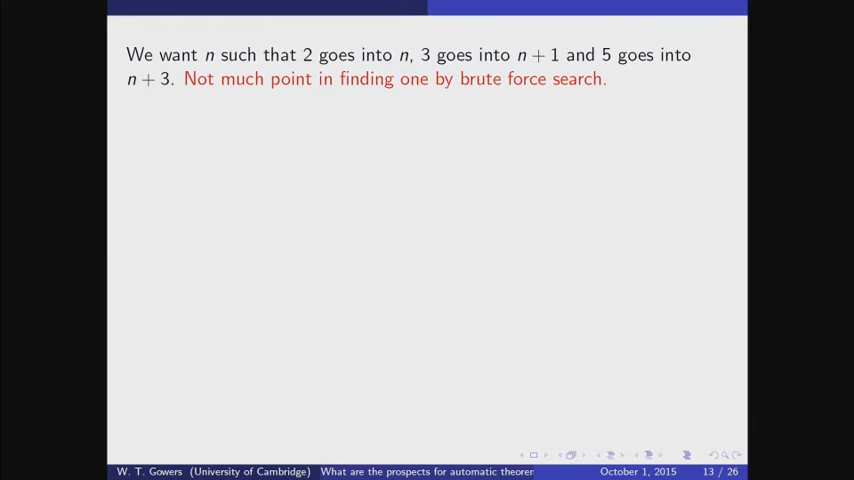 We want n such that 2 goes into n, 3 goes into n + 1 and 5 goes into
n + 3. Not much point in finding one by brute force search.
W. T. Gowers (University of Cambridge) What are the prospects for automatic theorem October 1, 2015 13 / 26